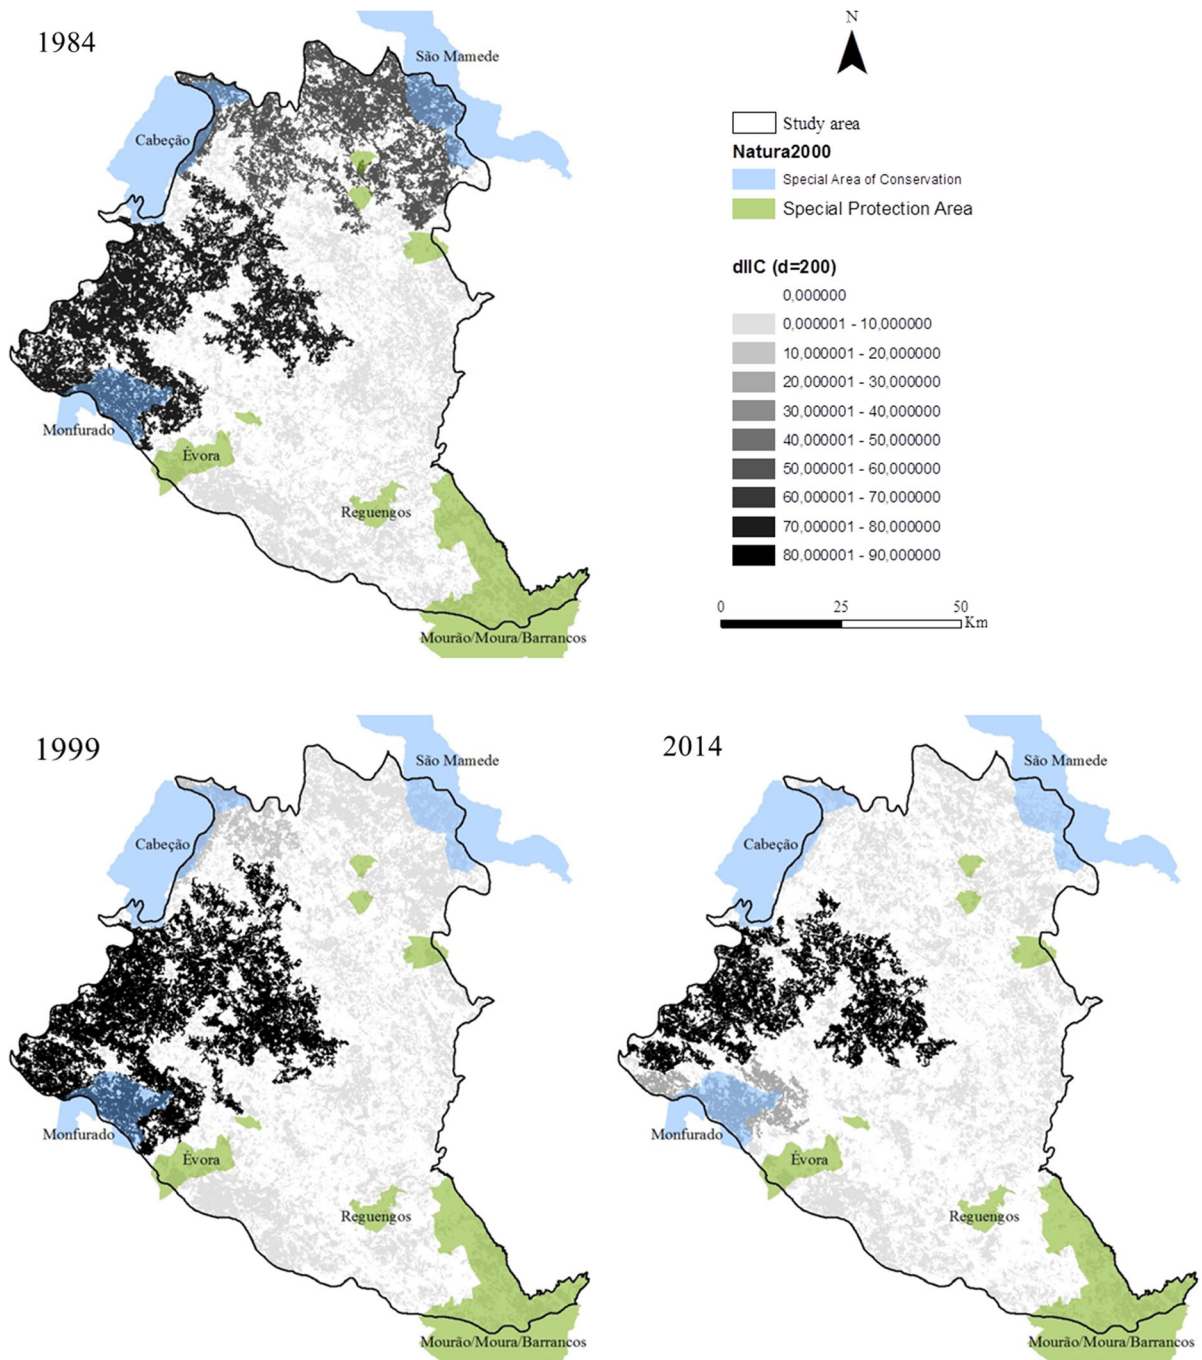 1984
São Mamede
Cabeção
Monfurado
Évora
Reguengos
Mourão/Moura/Barrancos
N
Study area
Natura2000
Special Area of Conservation
Special Protection Area
dIIC (d=200)
0,000000
0,000001 - 10,000000
10,000001 - 20,000000
20,000001 - 30,000000
30,000001 - 40,000000
40,000001 - 50,000000
50,000001 - 60,000000
60,000001 - 70,000000
70,000001 - 80,000000
80,000001 - 90,000000
0 25 50
Km
1999
São Mamede
Cabeção
Monfurado
Évora
Reguengos
Mourão/Moura/Barrancos
2014
São Mamede
Cabeção
Monfurado
Évora
Reguengos
Mourão/Moura/Barrancos